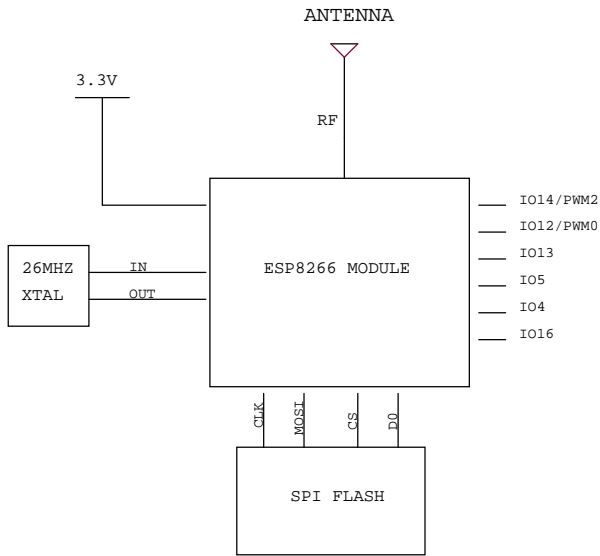 ANTENNA
3.3V
RF
IO14/PWM2
IO12/PWM0
IO13
IO5
IO4
IO16
26MHZ
XTAL
IN
OUT
ESP8266 MODULE
CLK
MOSI
CS
D0
SPI FLASH